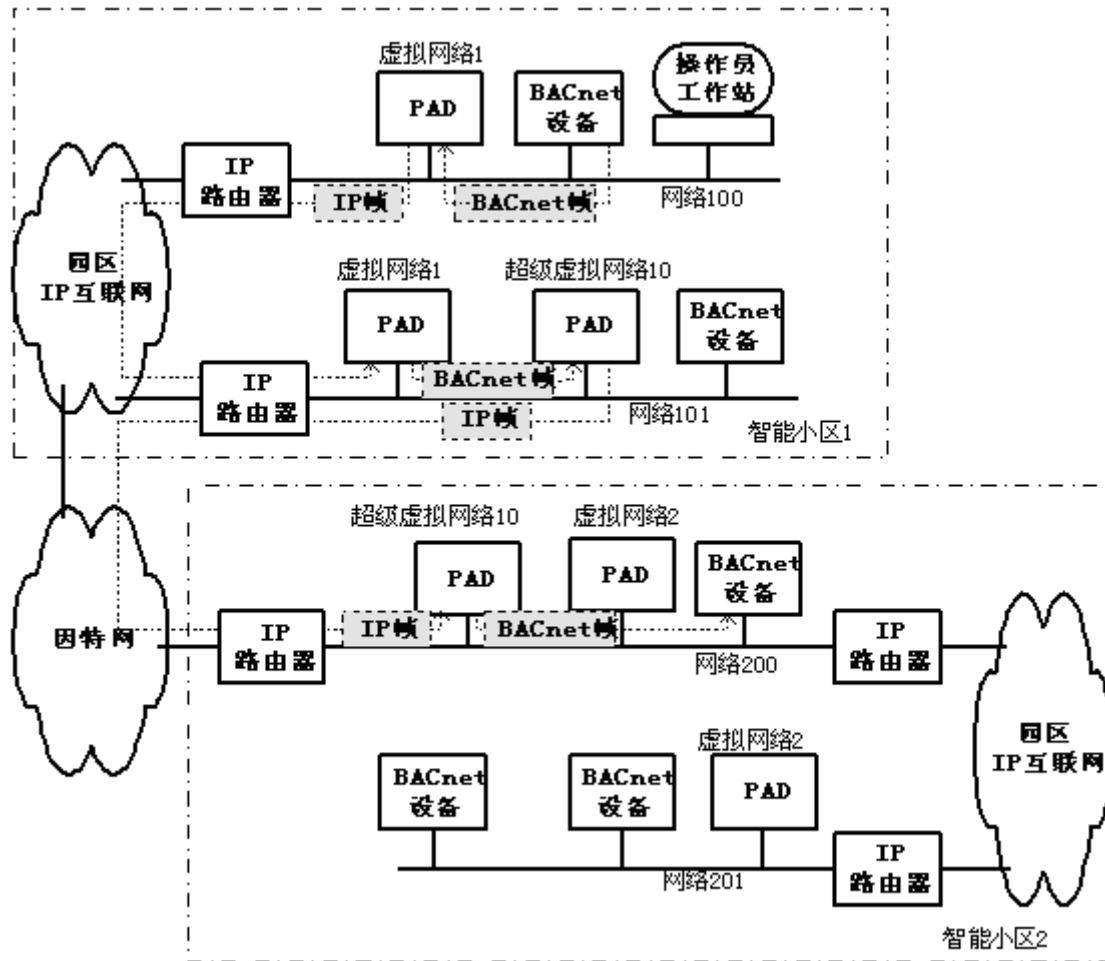 虚拟网络1
PAD
BACnet
设备
操作员
工作站
IP
路由器
IP帧
BACnet帧
网络100
园区
IP互联网
虚拟网络1
PAD
超级虚拟网络10
PAD
BACnet
设备
IP
路由器
BACnet帧
IP帧
网络101
智能小区1
超级虚拟网络10
PAD
虚拟网络2
PAD
BACnet
设备
因特网
IP
路由器
IP帧
BACnet帧
网络200
IP
路由器
园区
IP互联网
BACnet
设备
BACnet
设备
虚拟网络2
PAD
网络201
IP
路由器
智能小区2